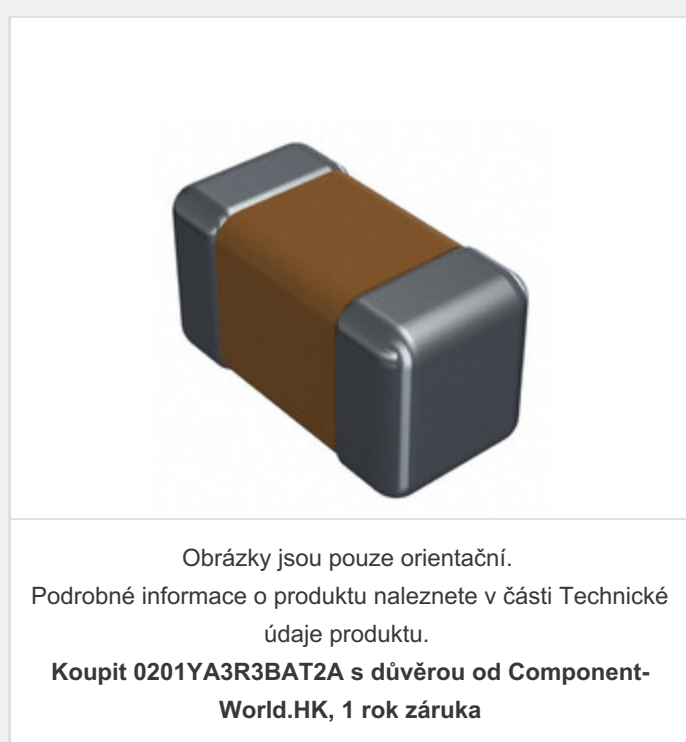 Obrázky jsou pouze orientační.
Podrobné informace o produktu naleznete v části Technické
údaje produktu.
Koupit 0201YA3R3BAT2A s důvěrou od Component-
World.HK, 1 rok záruka